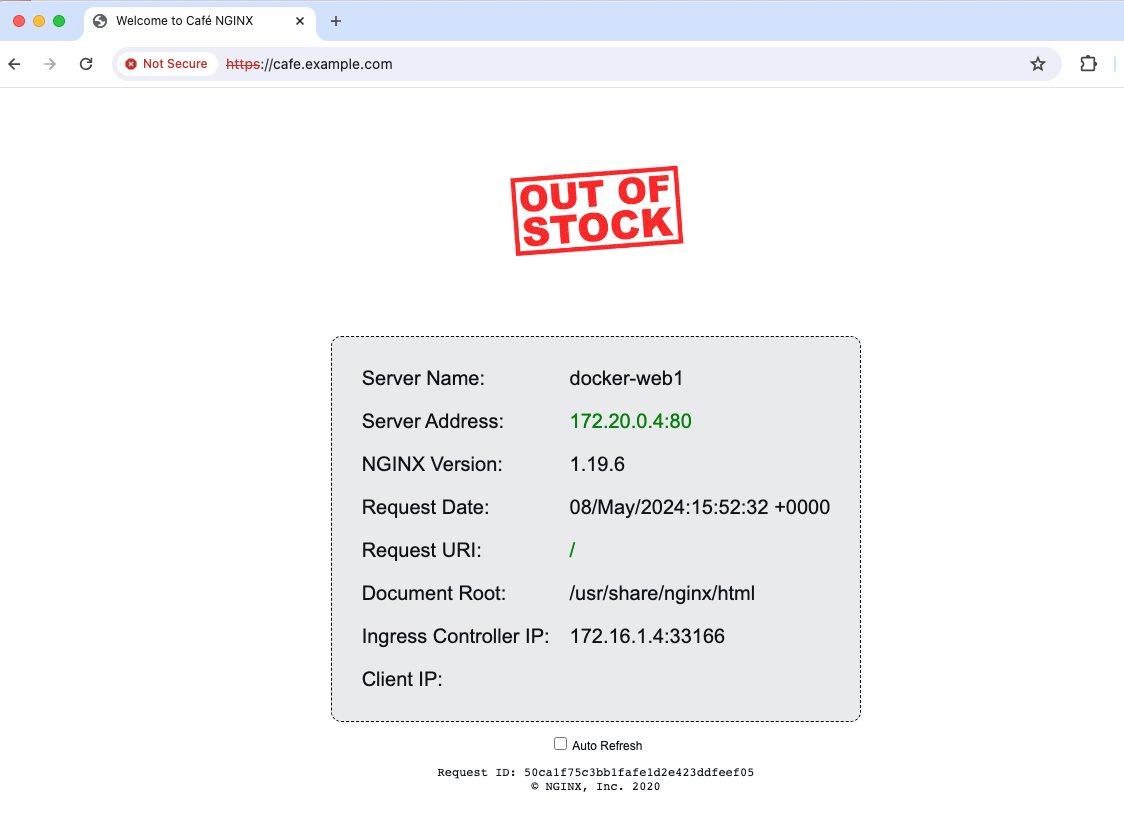 Welcome to Café NGINX
Not Secure https://cafe.example.com
OUT OF
STOCK
Server Name: docker-web1
Server Address: 172.20.0.4:80
NGINX Version: 1.19.6
Request Date: 08/May/2024:15:52:32 +0000
Request URI: /
Document Root: /usr/share/nginx/html
Ingress Controller IP: 172.16.1.4:33166
Client IP:
Auto Refresh
Request ID: 50ca1f75c3bb1fafe1d2e423ddfeef05
© NGINX, Inc. 2020